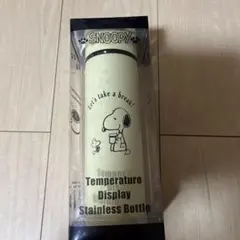 SNOOPY
Let's take a break!
Temperature
Display
Stainless Bottle